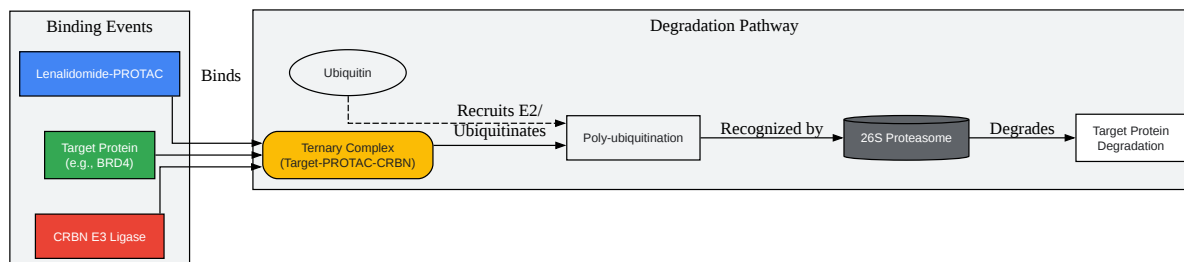 Binding Events
Lenalidomide-PROTAC
Target Protein
(e.g., BRD4)
CRBN E3 Ligase
Binds
Degradation Pathway
Ubiquitin
Recruits E2/
Ubiquitinates
Ternary Complex
(Target-PROTAC-CRBN)
Poly-ubiquitination
Recognized by
26S Proteasome
Degrades
Target Protein
Degradation